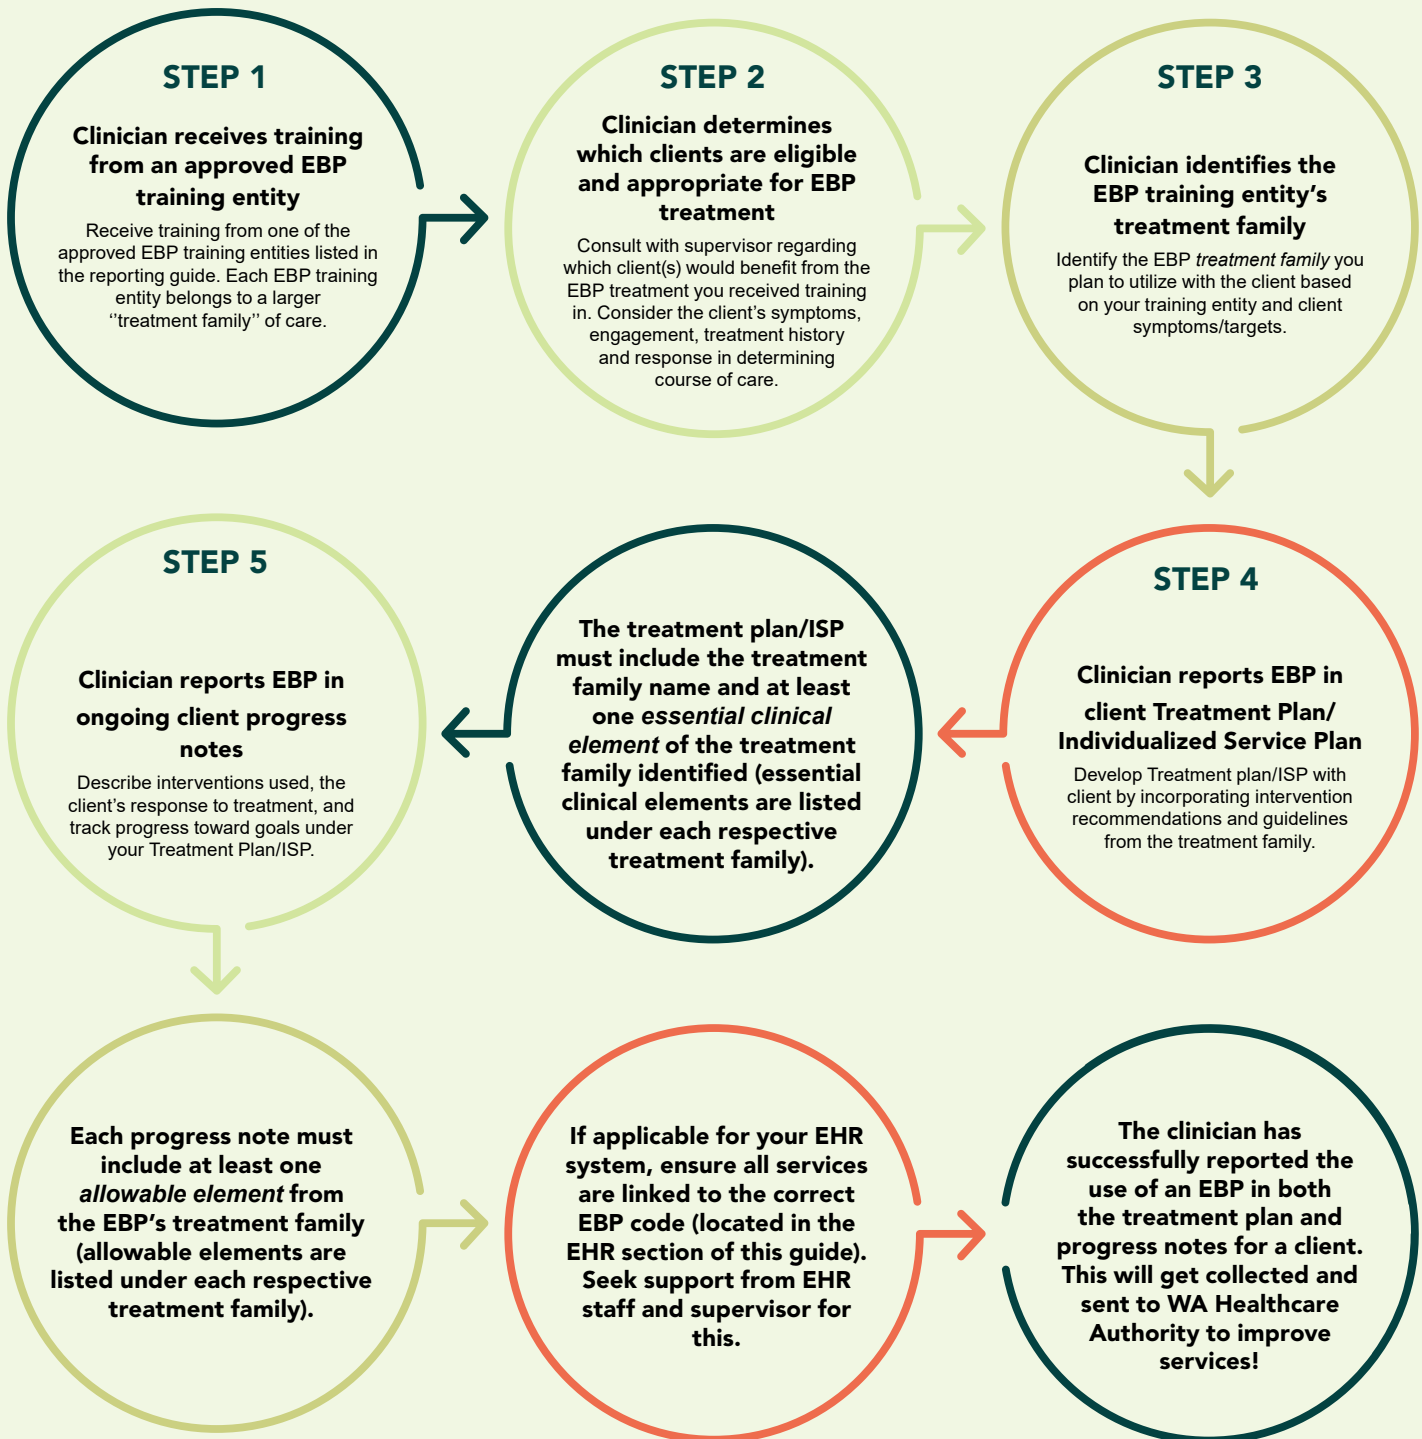 STEP 1
Clinician receives training
from an approved EBP
training entity
Receive training from one of the
approved EBP training entities listed in
the reporting guide. Each EBP training
entity belongs to a larger
‘’treatment family’’ of care.
STEP 2
Clinician determines
which clients are eligible
and appropriate for EBP
treatment
Consult with supervisor regarding
which client(s) would benefit from the
EBP treatment you received training
in. Consider the client’s symptoms,
engagement, treatment history
and response in determining
course of care.
STEP 3
Clinician identifies the
EBP training entity’s
treatment family
Identify the EBP treatment family you
plan to utilize with the client based
on your training entity and client
symptoms/targets.
STEP 4
Clinician reports EBP in
client Treatment Plan/
Individualized Service Plan
Develop Treatment plan/ISP with
client by incorporating intervention
recommendations and guidelines
from the treatment family.
The treatment plan/ISP
must include the treatment
family name and at least
one essential clinical
element of the treatment
family identified (essential
clinical elements are listed
under each respective
treatment family).
STEP 5
Clinician reports EBP in
ongoing client progress
notes
Describe interventions used, the
client’s response to treatment, and
track progress toward goals under
your Treatment Plan/ISP.
Each progress note must
include at least one
allowable element from
the EBP’s treatment family
(allowable elements are
listed under each respective
treatment family).
If applicable for your EHR
system, ensure all services
are linked to the correct
EBP code (located in the
EHR section of this guide).
Seek support from EHR
staff and supervisor for
this.
The clinician has
successfully reported the
use of an EBP in both
the treatment plan and
progress notes for a client.
This will get collected and
sent to WA Healthcare
Authority to improve
services!